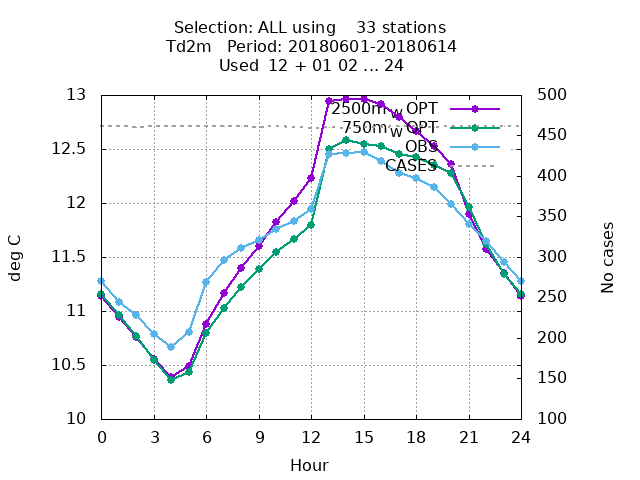 Selection: ALL using    33 stations
Td2m   Period: 20180601-20180614
Used  12 + 01 02 ... 24
13
12.5
12
11.5
11
10.5
10
deg C
500
450
400
350
300
250
200
150
100
No cases
2500m w OPT
750m w OPT
OBS
CASES
0 3 6 9 12 15 18 21 24
Hour